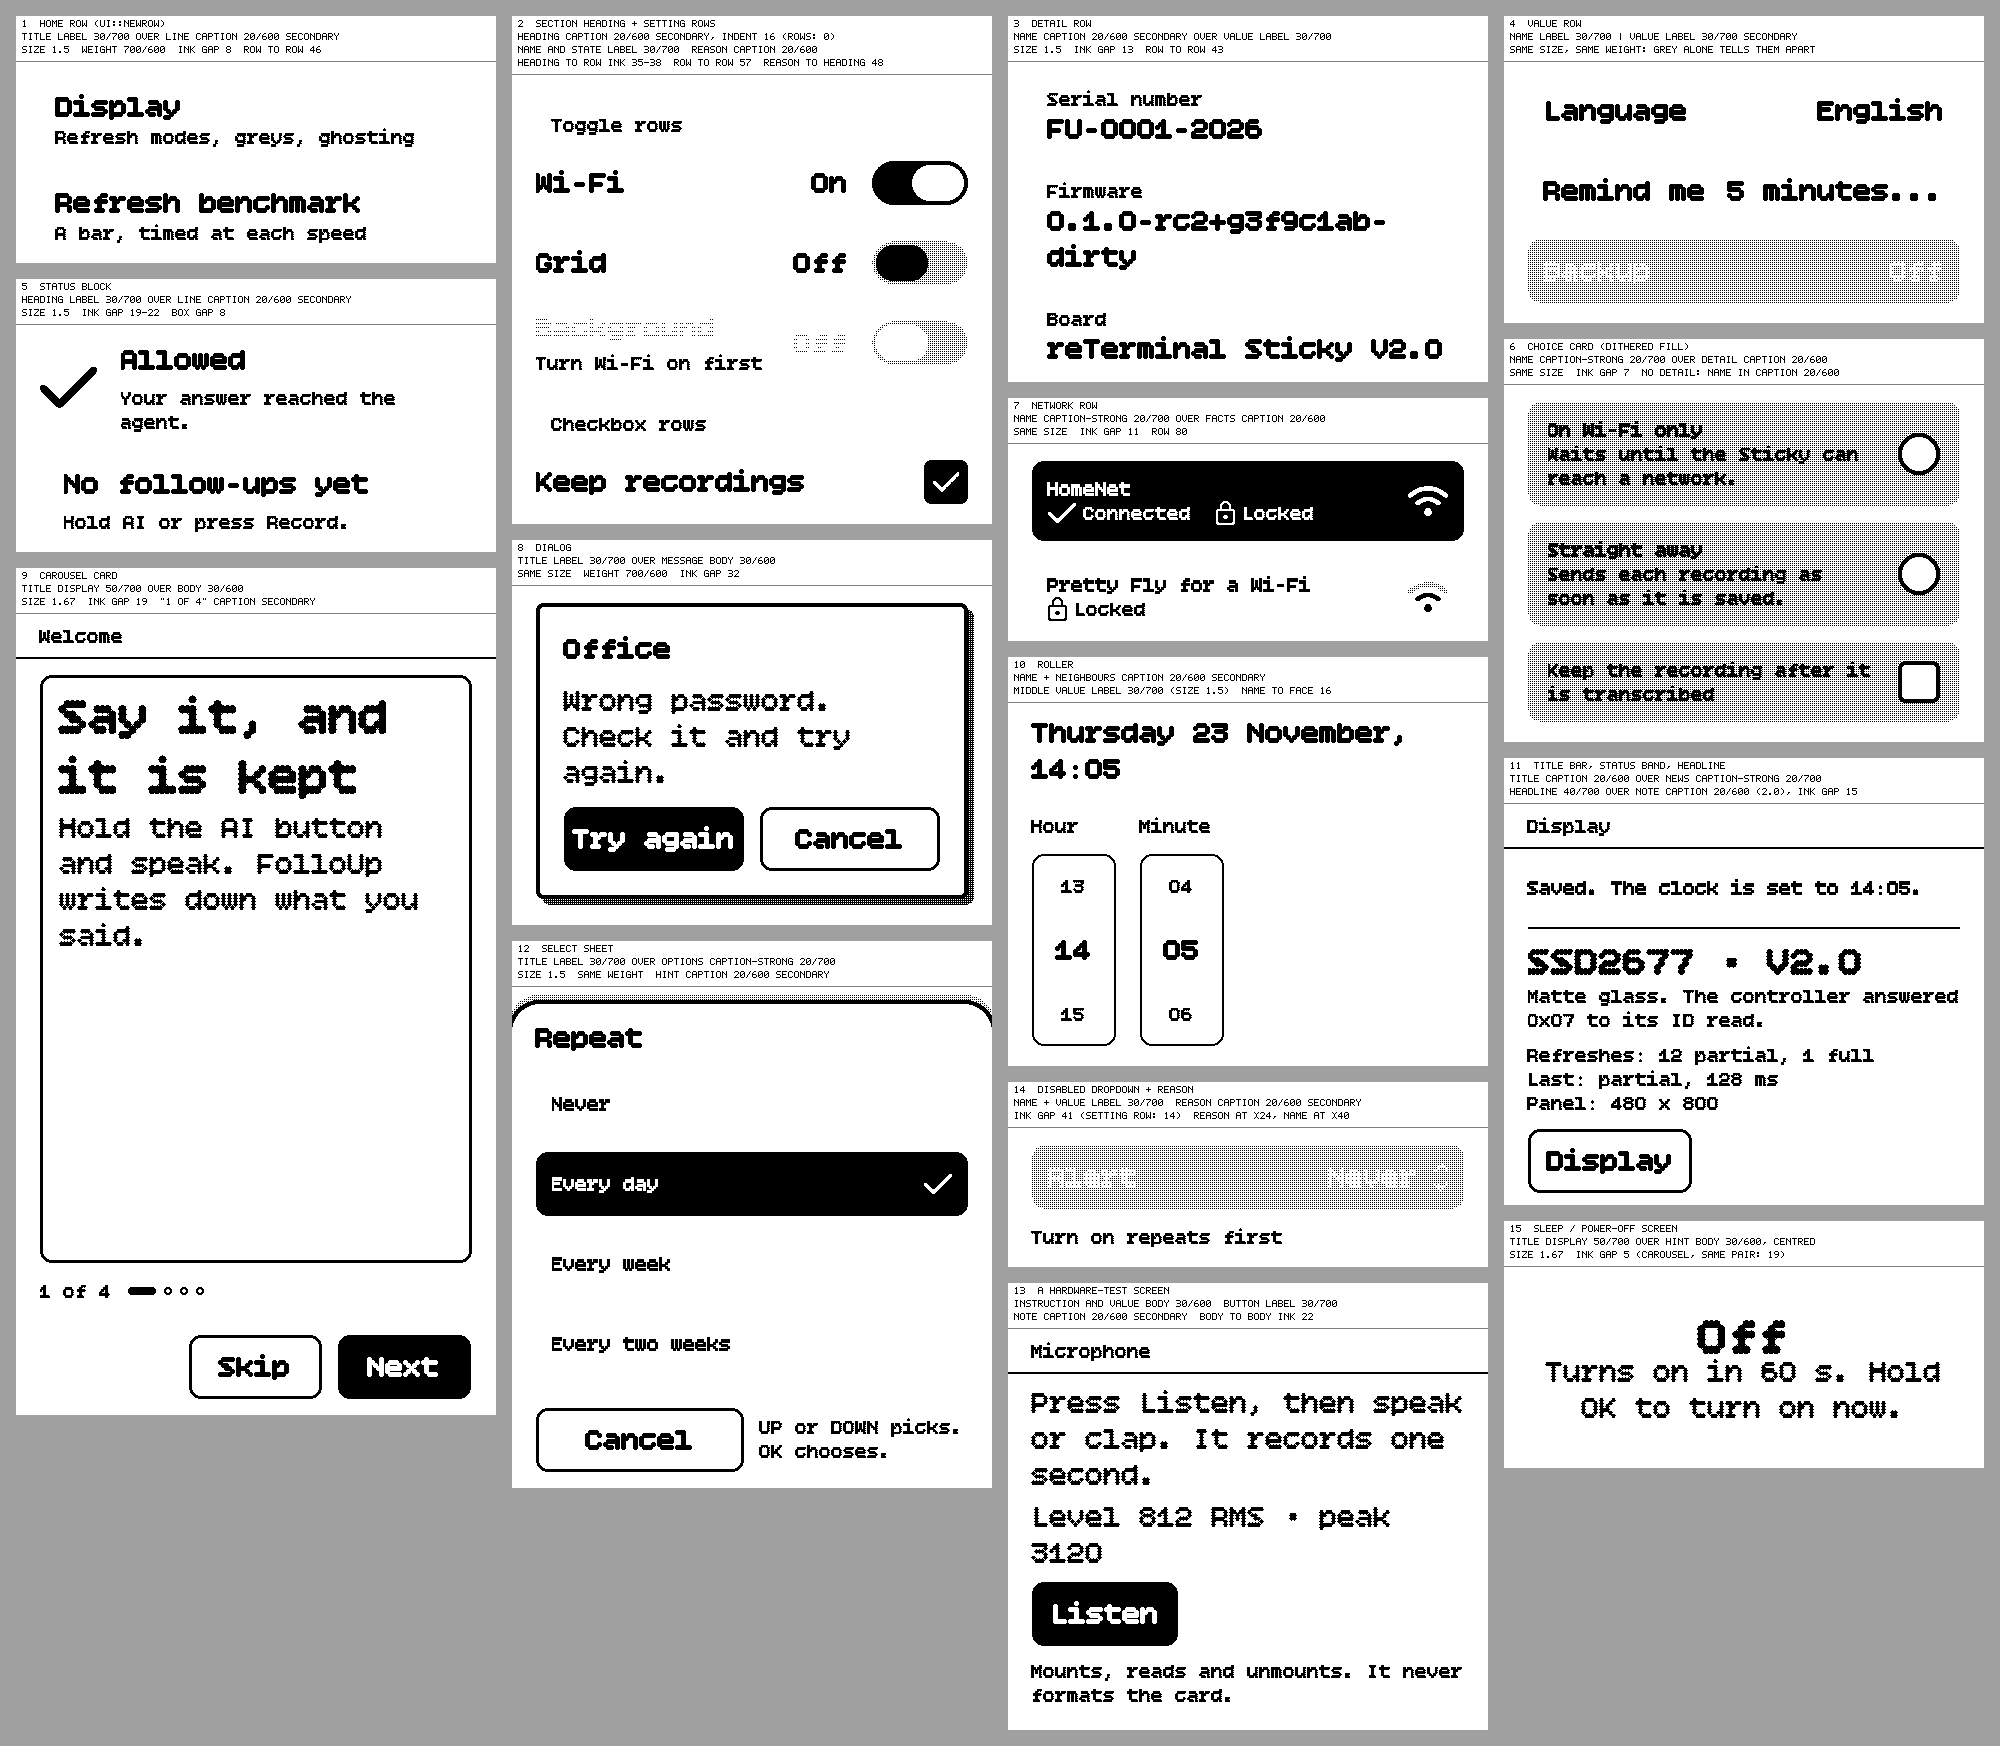 1 HOME ROW (UI::NEWROW)
TITLE LABEL 30/700 OVER LINE CAPTION 20/600 SECONDARY
SIZE 1.5 WEIGHT 700/600 INK GAP 8 ROW TO ROW 46
Display
Refresh modes, greys, ghosting
Refresh benchmark
A bar, timed at each speed
5 STATUS BLOCK
HEADING LABEL 30/700 OVER LINE CAPTION 20/600 SECONDARY
SIZE 1.5 INK GAP 19-22 BOX GAP 8
Allowed
Your answer reached the
agent.
No follow-ups yet
Hold AI or press Record.
9 CAROUSEL CARD
TITLE DISPLAY 50/700 OVER BODY 30/600
SIZE 1.67 INK GAP 19 "1 OF 4" CAPTION SECONDARY
Welcome
Say it, and
it is kept
Hold the AI button
and speak. FolloUp
writes down what you
said.
1 of 4
Skip
Next
2 SECTION HEADING + SETTING ROWS
HEADING CAPTION 20/600 SECONDARY, INDENT 16 (ROWS: 0)
NAME AND STATE LABEL 30/700 REASON CAPTION 20/600
HEADING TO ROW INK 35-38 ROW TO ROW 57 REASON TO HEADING 48
Toggle rows
Wi-Fi On
Grid Off
Background Off
Turn Wi-Fi on first
Checkbox rows
Keep recordings
8 DIALOG
TITLE LABEL 30/700 OVER MESSAGE BODY 30/600
SAME SIZE WEIGHT 700/600 INK GAP 32
Office
Wrong password.
Check it and try
again.
Try again
Cancel
12 SELECT SHEET
TITLE LABEL 30/700 OVER OPTIONS CAPTION-STRONG 20/700
SIZE 1.5 SAME WEIGHT HINT CAPTION 20/600 SECONDARY
Repeat
Never
Every day
Every week
Every two weeks
Cancel
UP or DOWN picks.
OK chooses.
3 DETAIL ROW
NAME CAPTION 20/600 SECONDARY OVER VALUE LABEL 30/700
SIZE 1.5 INK GAP 13 ROW TO ROW 43
Serial number
FU-0001-2026
Firmware
0.1.0-rc2+g3f9c1ab-
dirty
Board
reTerminal Sticky V2.0
7 NETWORK ROW
NAME CAPTION-STRONG 20/700 OVER FACTS CAPTION 20/600
SAME SIZE INK GAP 11 ROW 80
HomeNet
Connected Locked
Pretty Fly for a Wi-Fi
Locked
10 ROLLER
NAME + NEIGHBOURS CAPTION 20/600 SECONDARY
MIDDLE VALUE LABEL 30/700 (SIZE 1.5) NAME TO FACE 16
Thursday 23 November,
14:05
Hour Minute
13 04
14 05
15 06
14 DISABLED DROPDOWN + REASON
NAME + VALUE LABEL 30/700 REASON CAPTION 20/600 SECONDARY
INK GAP 41 (SETTING ROW: 14) REASON AT X24, NAME AT X40
Alert Never
Turn on repeats first
13 A HARDWARE-TEST SCREEN
INSTRUCTION AND VALUE BODY 30/600 BUTTON LABEL 30/700
NOTE CAPTION 20/600 SECONDARY BODY TO BODY INK 22
Microphone
Press Listen, then speak
or clap. It records one
second.
Level 812 RMS • peak
3120
Listen
Mounts, reads and unmounts. It never
formats the card.
4 VALUE ROW
NAME LABEL 30/700 | VALUE LABEL 30/700 SECONDARY
SAME SIZE, SAME WEIGHT: GREY ALONE TELLS THEM APART
Language English
Remind me 5 minutes...
Backup Off
6 CHOICE CARD (DITHERED FILL)
NAME CAPTION-STRONG 20/700 OVER DETAIL CAPTION 20/600
SAME SIZE INK GAP 7 NO DETAIL: NAME IN CAPTION 20/600
On Wi-Fi only
Waits until the Sticky can
reach a network.
Straight away
Sends each recording as
soon as it is saved.
Keep the recording after it
is transcribed
11 TITLE BAR, STATUS BAND, HEADLINE
TITLE CAPTION 20/600 OVER NEWS CAPTION-STRONG 20/700
HEADLINE 40/700 OVER NOTE CAPTION 20/600 (2.0), INK GAP 15
Display
Saved. The clock is set to 14:05.
SSD2677 • V2.0
Matte glass. The controller answered
0x07 to its ID read.
Refreshes: 12 partial, 1 full
Last: partial, 128 ms
Panel: 480 x 800
Display
15 SLEEP / POWER-OFF SCREEN
TITLE DISPLAY 50/700 OVER HINT BODY 30/600, CENTRED
SIZE 1.67 INK GAP 5 (CAROUSEL, SAME PAIR: 19)
Off
Turns on in 60 s. Hold
OK to turn on now.